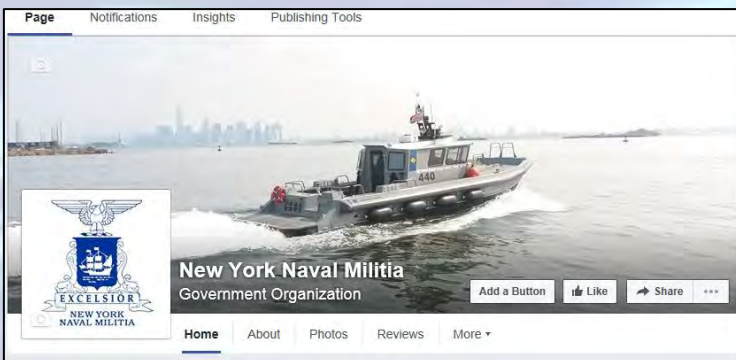 Page Notifications Insights Publishing Tools
440
EXCELSIOR
NEW YORK
NAVAL MILITIA
New York Naval Militia
Government Organization
Add a Button Like Share ...
Home About Photos Reviews More